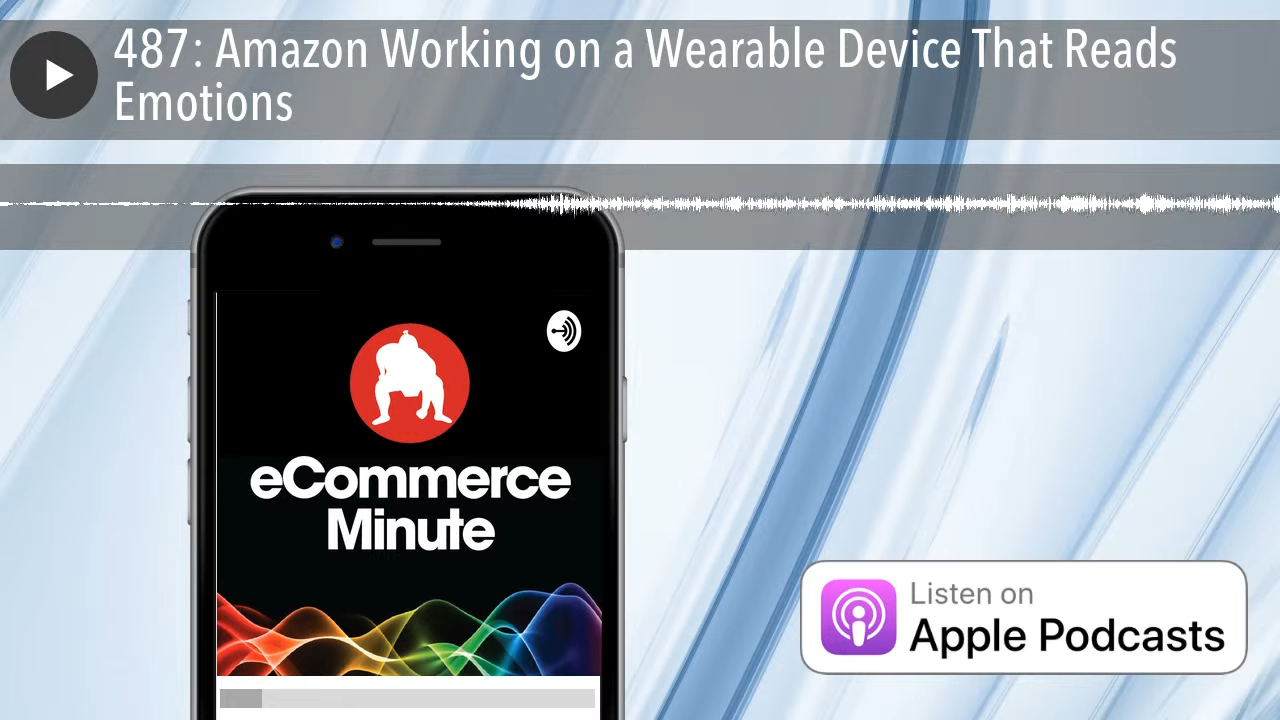 487: Amazon Working on a Wearable Device That Reads
Emotions
eCommerce
Minute
Listen on
Apple Podcasts